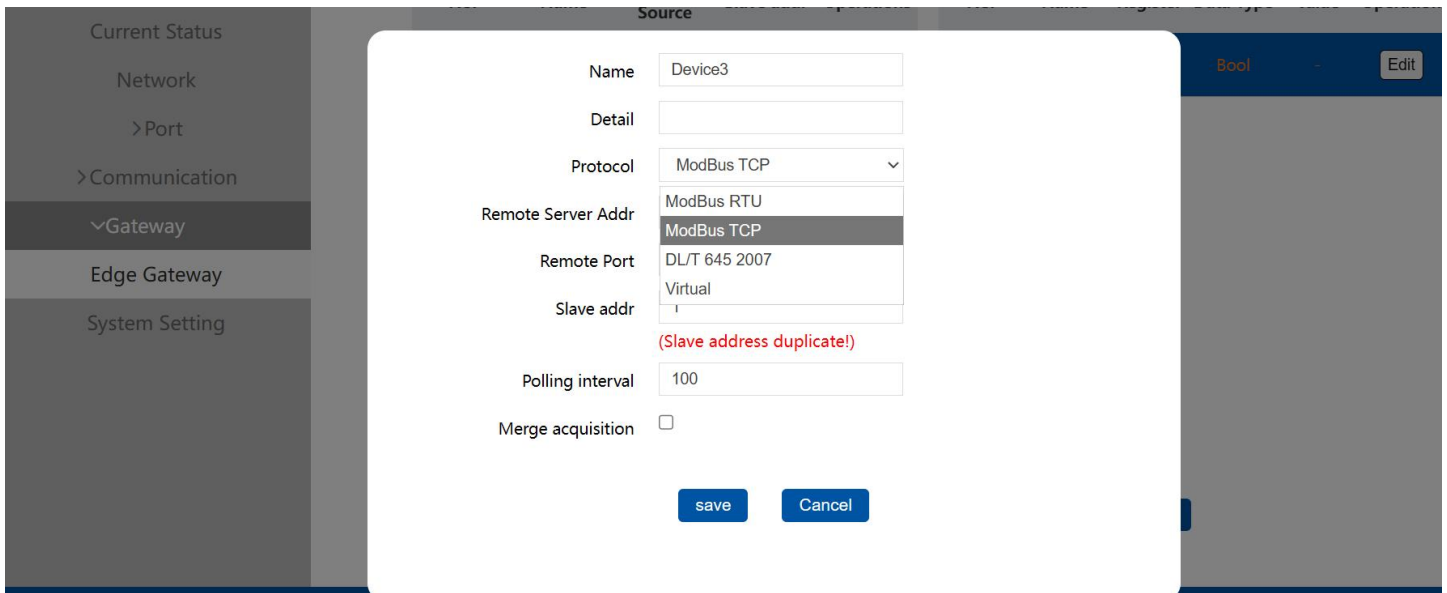 Source
Current Status
Network
>Port
>Communication
Gateway
Edge Gateway
System Setting
Name Device3
Detail
Protocol ModBus TCP
ModBus RTU
ModBus TCP
DL/T 645 2007
Virtual
Remote Server Addr
Remote Port
Slave addr
(Slave address duplicate!)
Polling interval 100
Merge acquisition
save Cancel
Bool - Edit